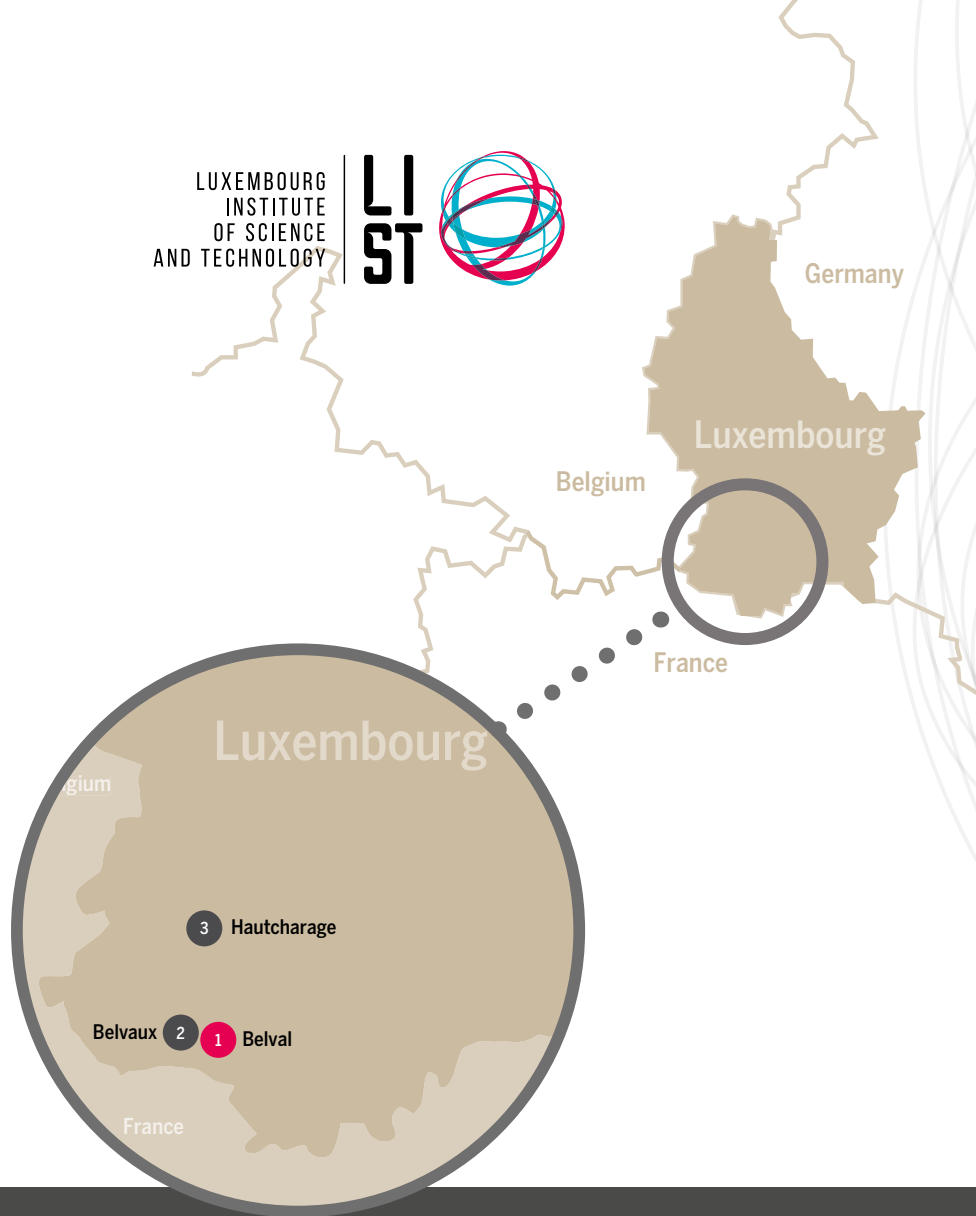 LUXEMBOURG
INSTITUTE
OF SCIENCE
AND TECHNOLOGY
LI
ST
Germany
Luxembourg
Belgium
France
Luxembourg
gium
3 Hautcharage
Belvaux 2 1 Belval
France